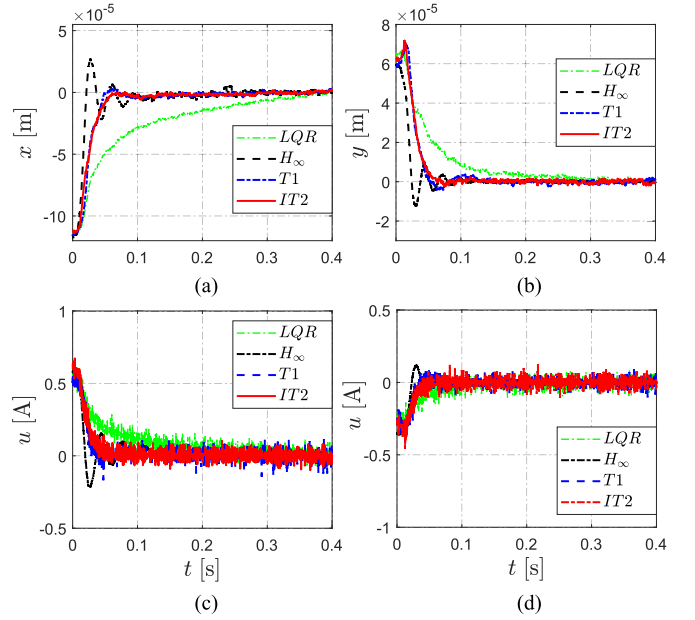 ×10⁻⁵
5
0
-5
-10
x [m]
0
0.1
0.2
0.3
0.4
LQR
H∞
T1
IT2
(a)
×10⁻⁵
8
6
4
2
0
-2
y [m]
0
0.1
0.2
0.3
0.4
LQR
H∞
T1
IT2
(b)
1
0.5
0
-0.5
u [A]
0
0.1
0.2
0.3
0.4
t [s]
LQR
H∞
T1
IT2
(c)
0.5
0
-0.5
-1
u [A]
0
0.1
0.2
0.3
0.4
t [s]
LQR
H∞
T1
IT2
(d)